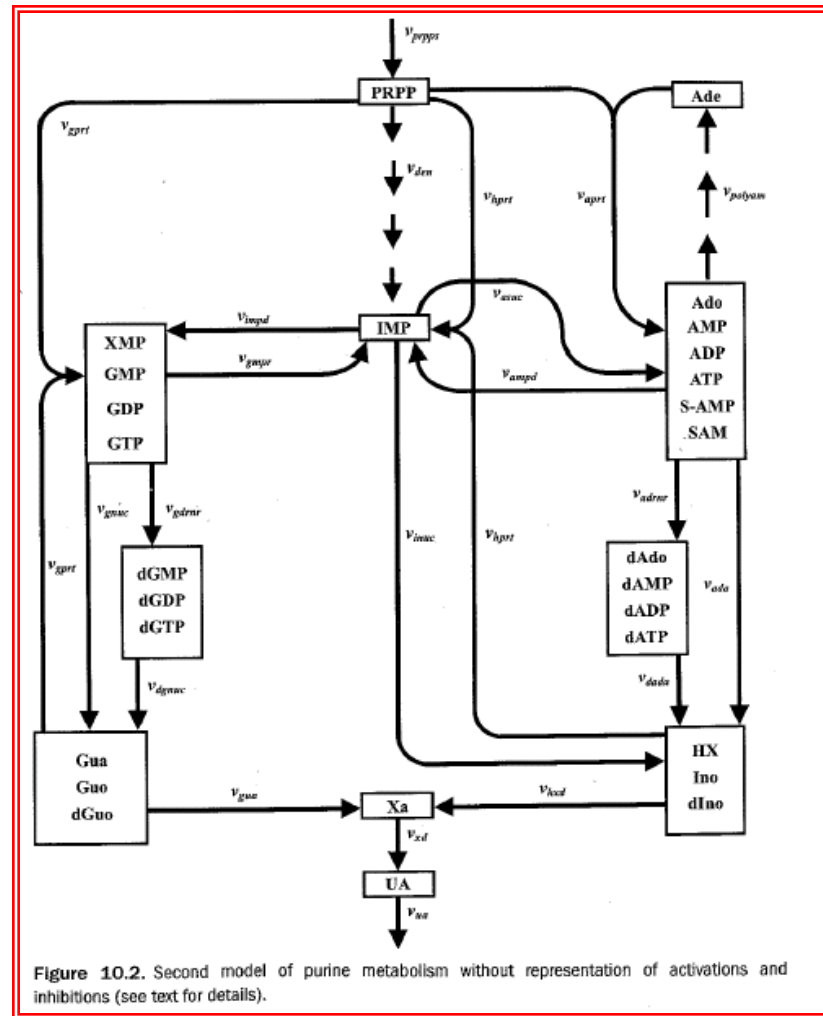 v_prpps
PRPP
Ade
v_gprt
v_den
v_hprt
v_aprt
v_polyam
v_asuc
v_impd
IMP
v_gmpr
v_ampd
XMP
GMP
GDP
GTP
Ado
AMP
ADP
ATP
S-AMP
SAM
v_gprt
v_gnuc
v_gdrnr
v_inuc
v_hprt
v_adrnr
v_ada
dGMP
dGDP
dGTP
dAdo
dAMP
dADP
dATP
v_dgnuc
v_dada
Gua
Guo
dGuo
HX
Ino
dIno
v_gua
Xa
v_hxd
v_xd
UA
v_ua
Figure 10.2. Second model of purine metabolism without representation of activations and
inhibitions (see text for details).